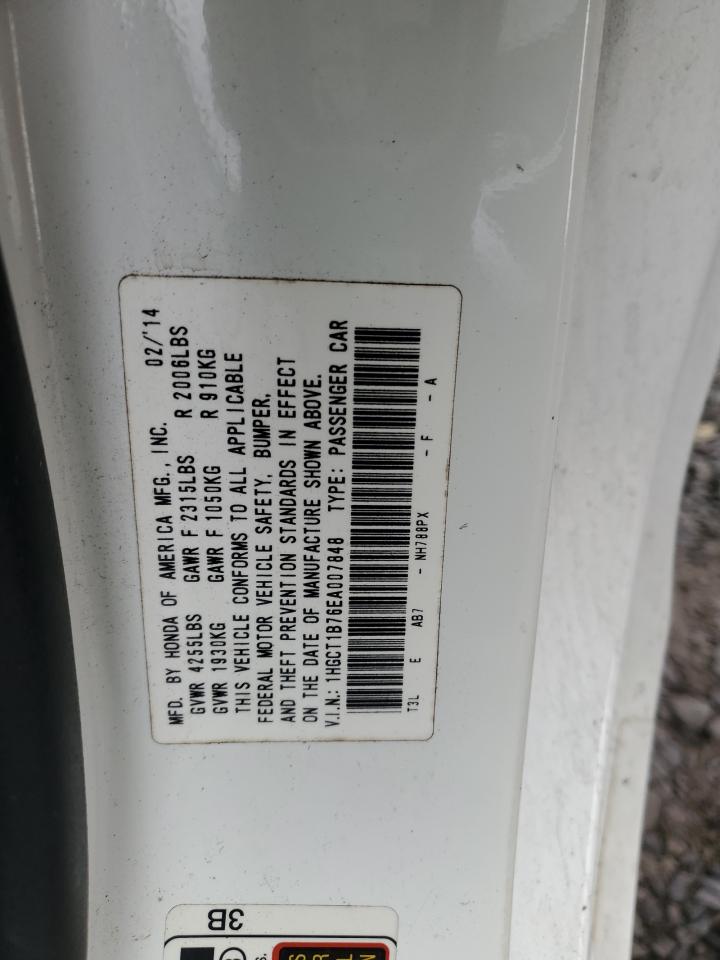 MFD. BY HONDA OF AMERICA MFG., INC. 02/'14
GVWR 4255LBS GAWR F 2315LBS R 2006LBS
GVWR 1930KG GAWR F 1050KG R 910KG
THIS VEHICLE CONFORMS TO ALL APPLICABLE
FEDERAL MOTOR VEHICLE SAFETY, BUMPER,
AND THEFT PREVENTION STANDARDS IN EFFECT
ON THE DATE OF MANUFACTURE SHOWN ABOVE.
V.I.N.: 1HGCT1B76EA007848 TYPE: PASSENGER CAR
T3L E AB7 - NH788PX - F - A
3B